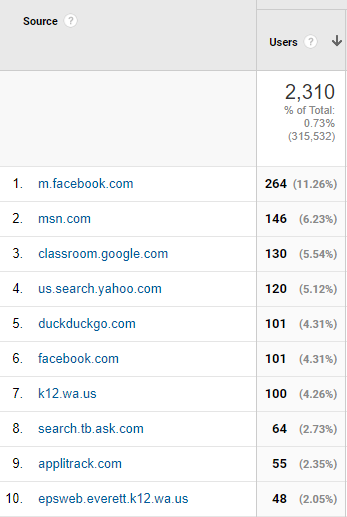 Source ?
Users ?
2,310
% of Total:
0.73%
(315,532)
1. m.facebook.com 264 (11.26%)
2. msn.com 146 (6.23%)
3. classroom.google.com 130 (5.54%)
4. us.search.yahoo.com 120 (5.12%)
5. duckduckgo.com 101 (4.31%)
6. facebook.com 101 (4.31%)
7. k12.wa.us 100 (4.26%)
8. search.tb.ask.com 64 (2.73%)
9. applitrack.com 55 (2.35%)
10. epsweb.everett.k12.wa.us 48 (2.05%)